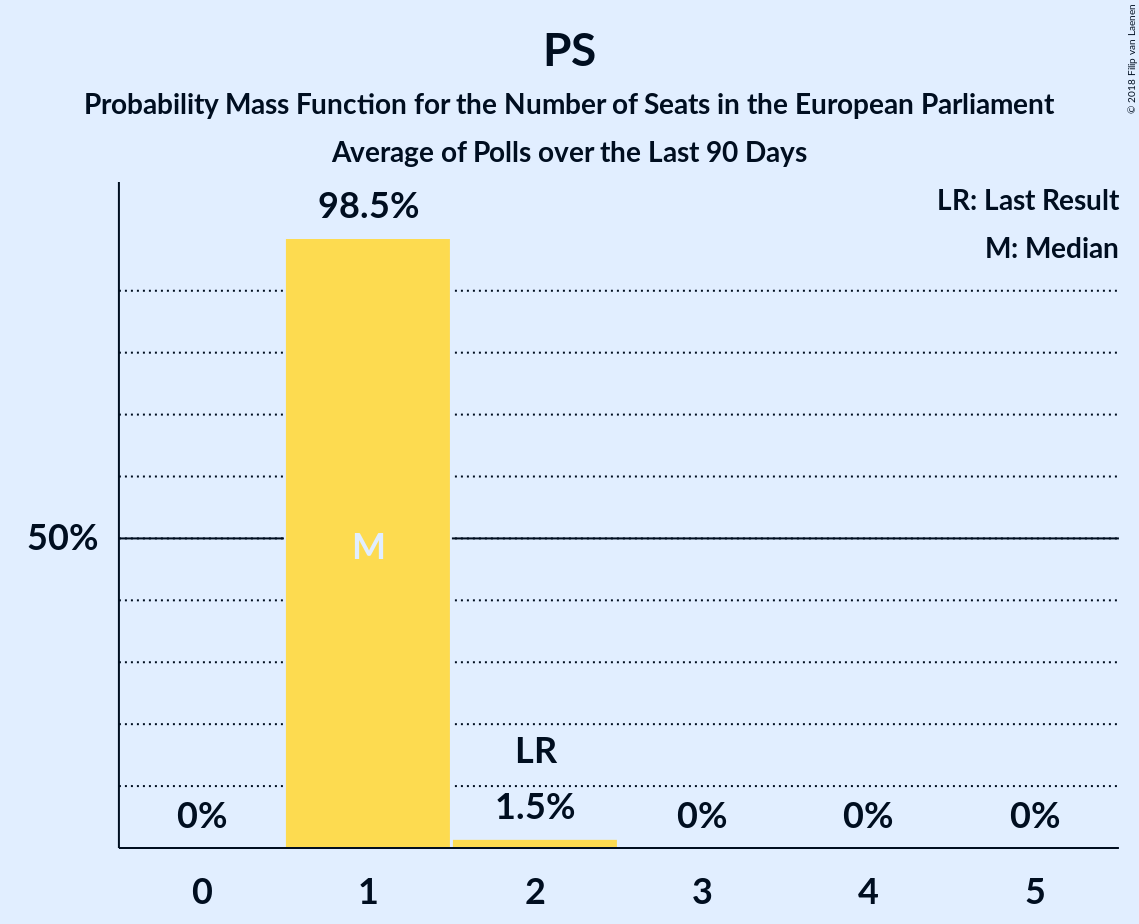 PS
Probability Mass Function for the Number of Seats in the European Parliament
Average of Polls over the Last 90 Days
© 2018 Filip van Laenen
LR: Last Result
M: Median
98.5%
50%
M
LR
0%
1.5%
0%
0%
0%
0
1
2
3
4
5